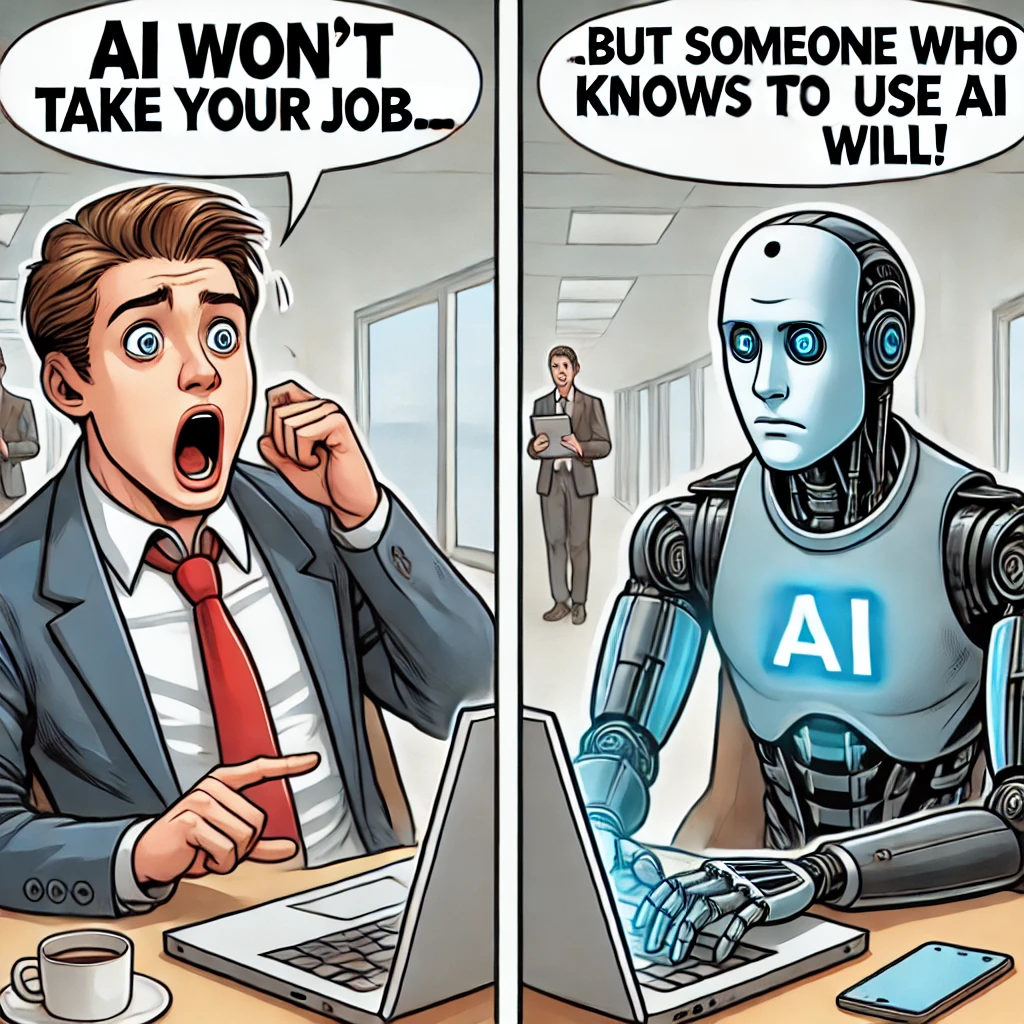 AI WON'T
TAKE YOUR JOB...
..BUT SOMEONE WHO
KNOWS TO USE AI
WILL!
AI